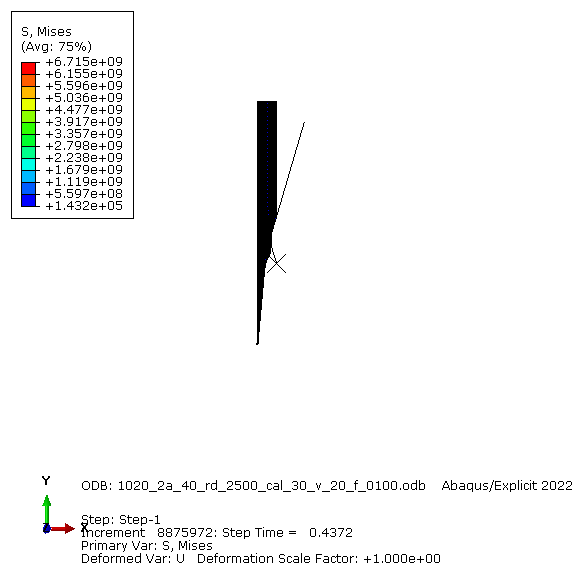 S, Mises
(Avg: 75%)
+6.715e+09
+6.155e+09
+5.596e+09
+5.036e+09
+4.477e+09
+3.917e+09
+3.357e+09
+2.798e+09
+2.238e+09
+1.679e+09
+1.119e+09
+5.597e+08
+1.432e+05
Y
X
ODB: 1020_2a_40_rd_2500_cal_30_v_20_f_0100.odb    Abaqus/Explicit 2022
Step: Step-1
Increment   8875972: Step Time =   0.4372
Primary Var: S, Mises
Deformed Var: U   Deformation Scale Factor: +1.000e+00